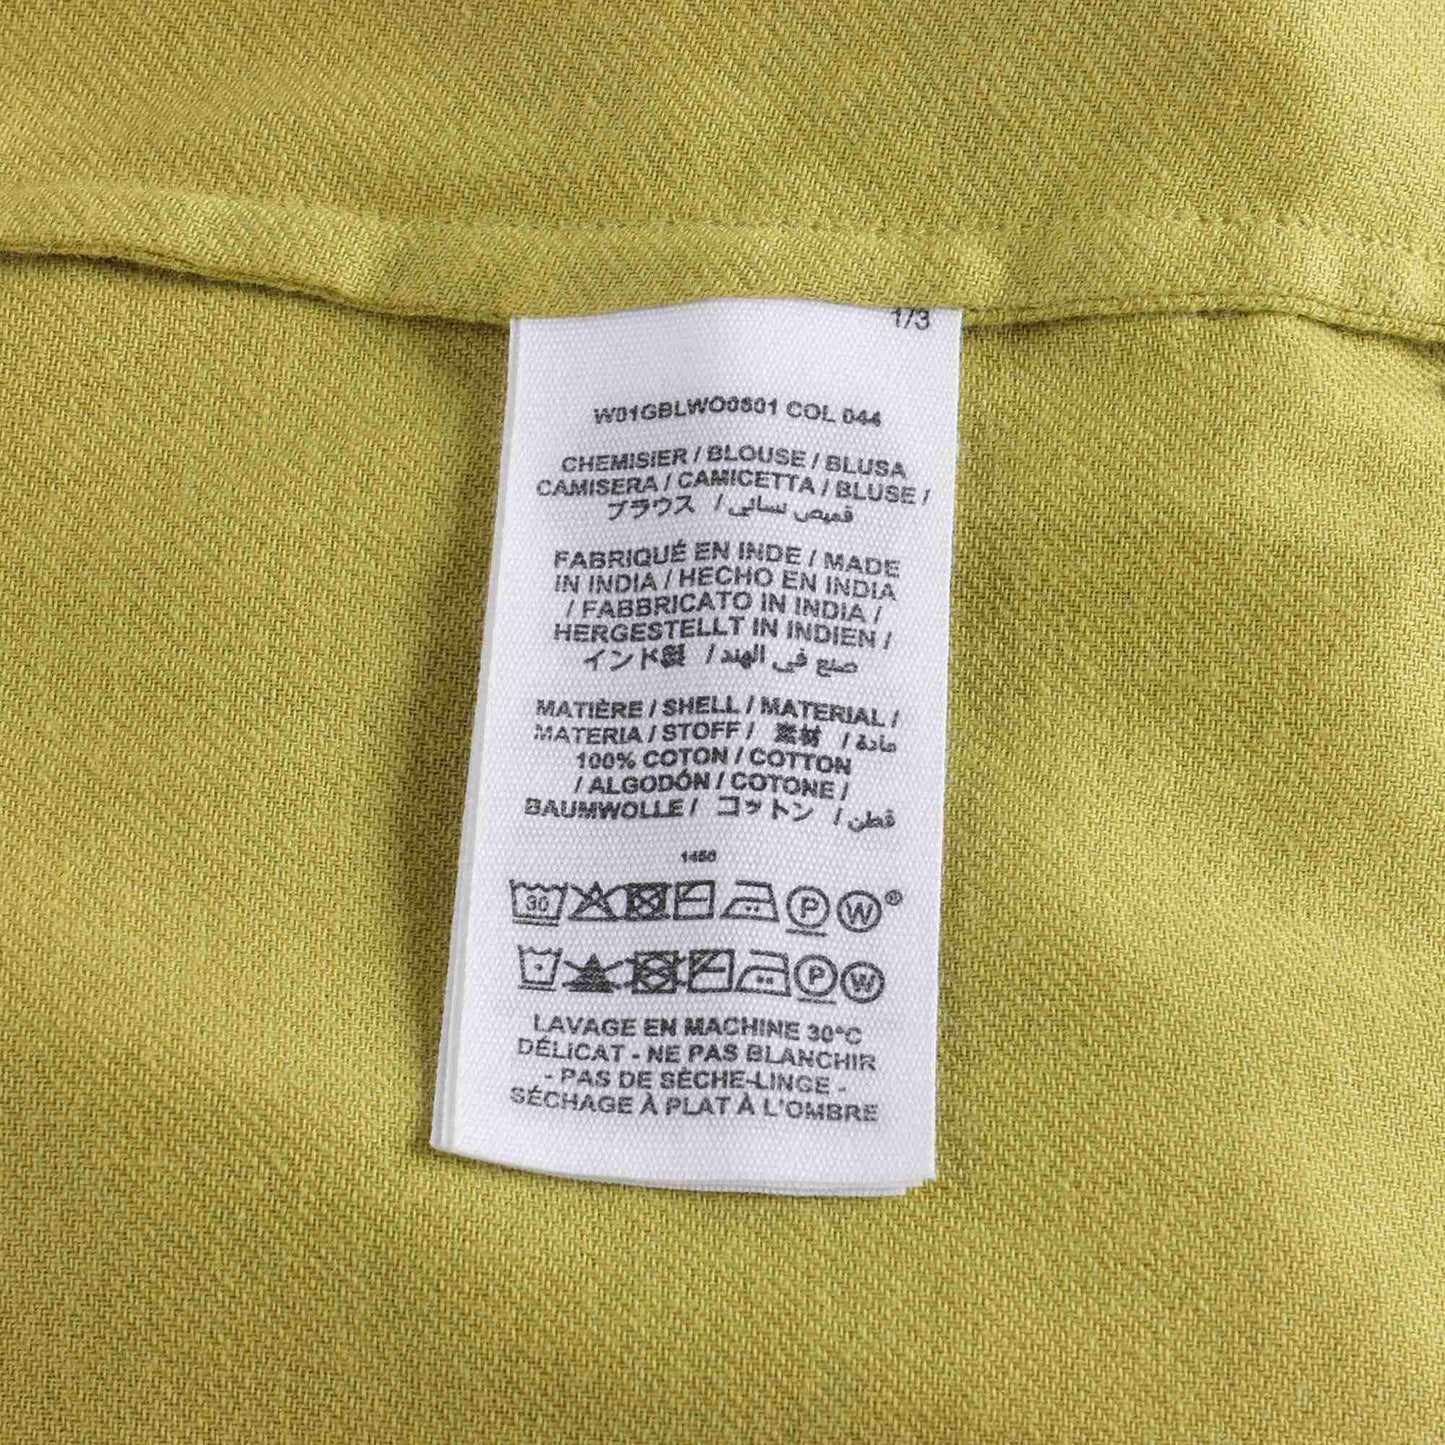 1/3
W01GBLWO0801 COL 044
CHEMISIER / BLOUSE / BLUSA
CAMISERA / CAMICETTA / BLUSE /
ブラウス / قميص نسائي
FABRIQUÉ EN INDE / MADE
IN INDIA / HECHO EN INDIA
/ FABBRICATO IN INDIA /
HERGESTELLT IN INDIEN /
インド製 / صنع في الهند
MATIÈRE / SHELL / MATERIAL /
MATERIA / STOFF / 素材 / مادة
100% COTON / COTTON
/ ALGODÓN / COTONE /
BAUMWOLLE / コットン / قطن
1456
30 P W ®
P W
LAVAGE EN MACHINE 30°C
DÉLICAT - NE PAS BLANCHIR
- PAS DE SÈCHE-LINGE -
SÉCHAGE À PLAT À L'OMBRE